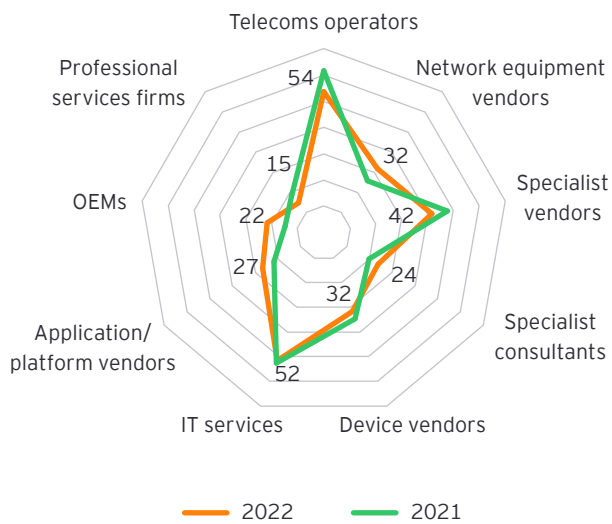 Telecoms operators
Professional
services firms
54
Network equipment
vendors
15
32
OEMs
22
42
Specialist
vendors
27
24
32
Application/
platform vendors
Specialist
consultants
52
IT services
Device vendors
2022
2021